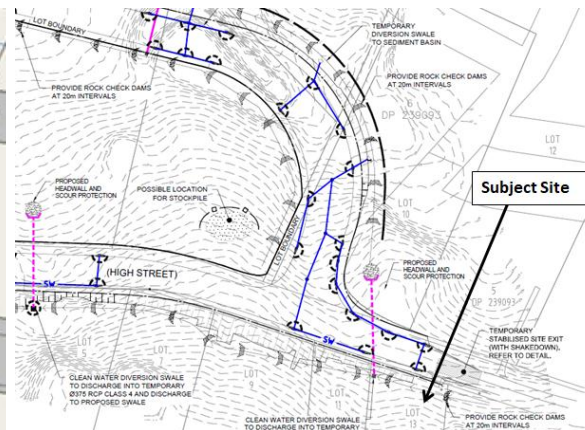 LOT BOUNDARY
TEMPORARY
DIVERSION SWALE
TO SEDIMENT BASIN
PROVIDE ROCK CHECK DAMS
AT 20m INTERVALS
PROVIDE ROCK CHECK DAMS
AT 20m INTERVALS
6
DP 239093
LOT
12
Subject Site
PROPOSED
HEADWALL AND
SCOUR PROTECTION
POSSIBLE LOCATION
FOR STOCKPILE
LOT BOUNDARY
LOT
10
PROPOSED
HEADWALL AND
SCOUR PROTECTION
(HIGH STREET)
SW
5
DP 239093
SW
TEMPORARY
STABILISED SITE EXIT
(WITH SHAKEDOWN),
REFER TO DETAIL.
CLEAN WATER DIVERSION SWALE
TO DISCHARGE INTO TEMPORARY
Ø375 RCP CLASS 4 AND DISCHARGE
TO PROPOSED SWALE
LOT
LOT
11
LOT
13
CLEAN WATER DIVERSION SWALE
TO DISCHARGE INTO TEMPORARY
PROVIDE ROCK CHECK DAMS
AT 20m INTERVALS